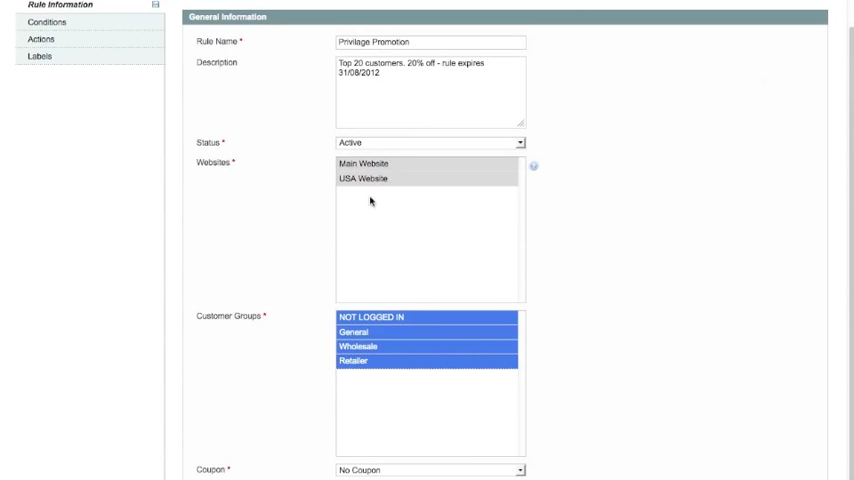 Rule Information
Conditions
Actions
Labels
General Information
Rule Name *
Privilage Promotion
Description
Top 20 customers. 20% off - rule expires
31/08/2012
Status *
Active
Websites *
Main Website
USA Website
Customer Groups *
NOT LOGGED IN
General
Wholesale
Retailer
Coupon *
No Coupon